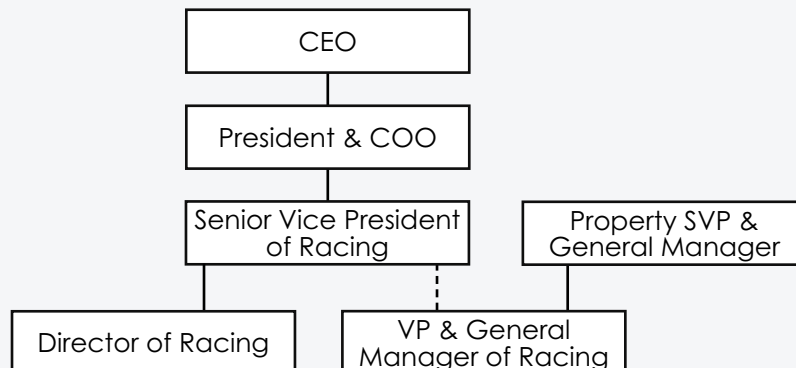 CEO
President & COO
Senior Vice President
of Racing
Property SVP &
General Manager
Director of Racing
VP & General
Manager of Racing